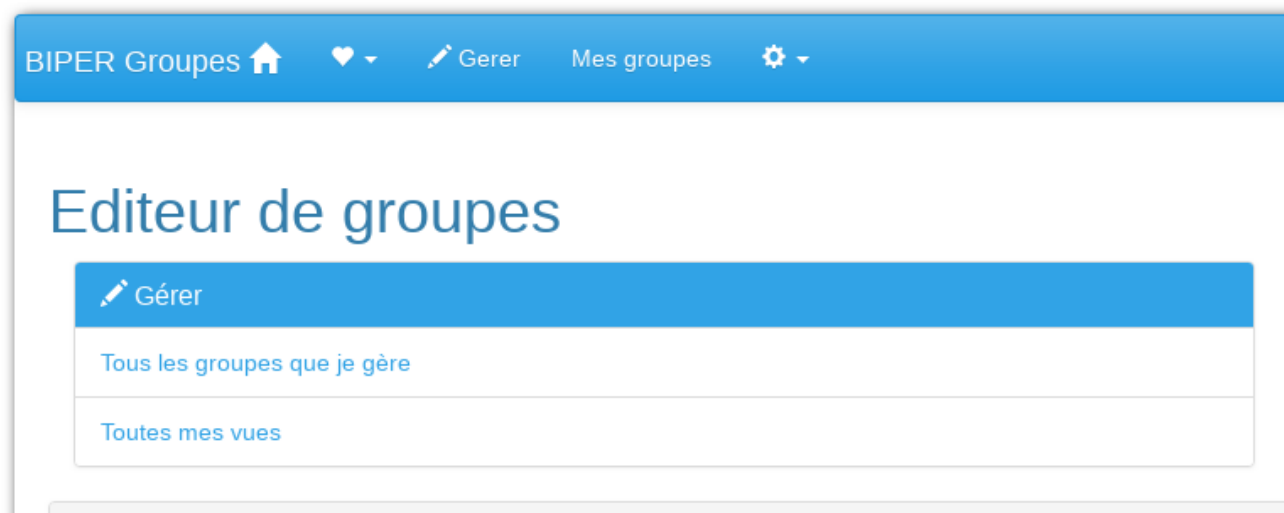 BIPER Groupes Gerer Mes groupes
Editeur de groupes
Gérer
Tous les groupes que je gère
Toutes mes vues